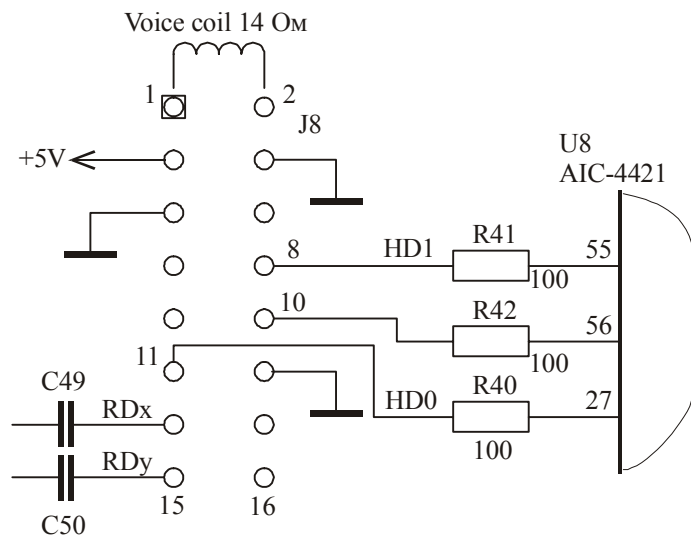 Voice coil 14 Ом
1
2
J8
+5V
U8
AIC-4421
8
HD1
R41
55
100
10
R42
56
100
11
C49
R40
RDx
HD0
27
100
RDy
15
16
C50